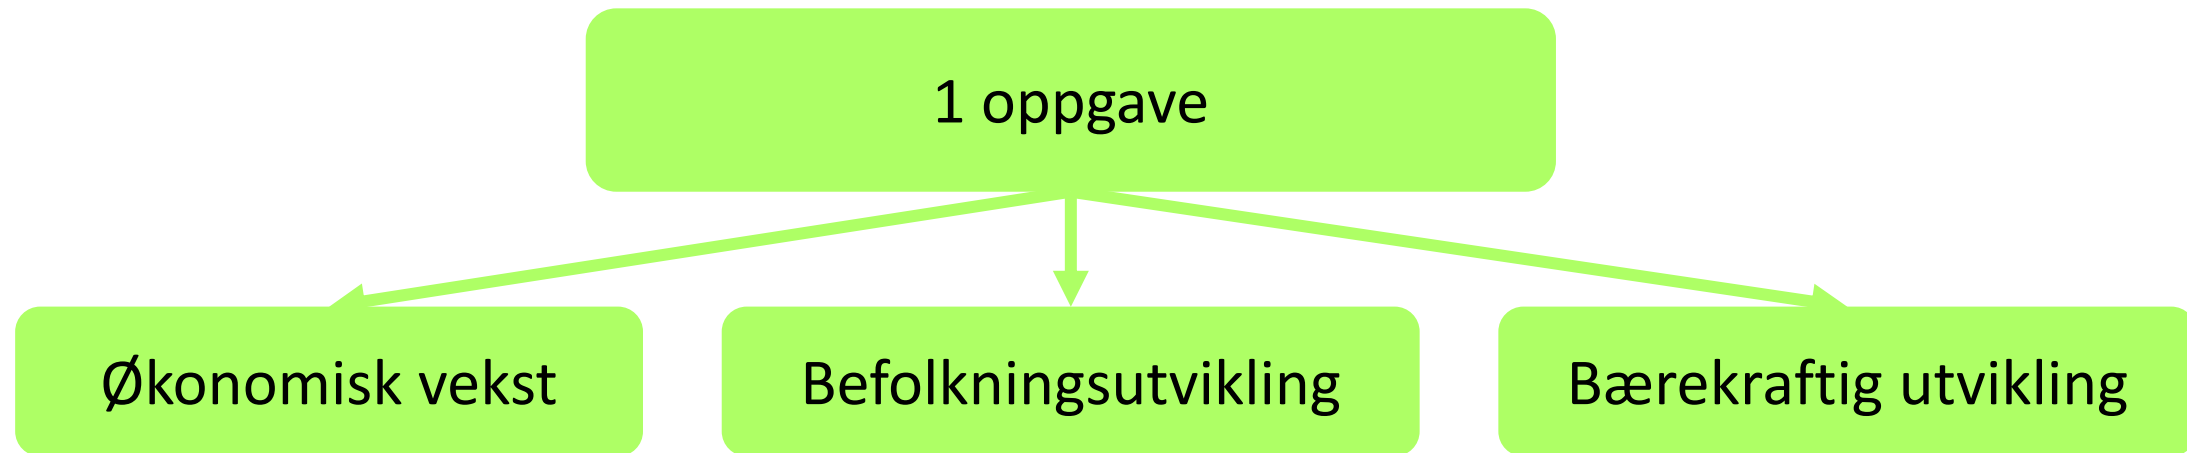 1 oppgave
Økonomisk vekst
Befolkningsutvikling
Bærekraftig utvikling